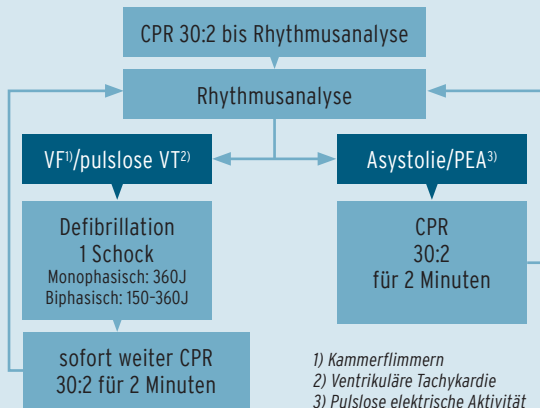 CPR 30:2 bis Rhythmusanalyse
Rhythmusanalyse
VF¹⁾/pulslose VT²⁾
Asystolie/PEA³⁾
Defibrillation
1 Schock
Monophasisch: 360J
Biphasisch: 150-360J
CPR
30:2
für 2 Minuten
sofort weiter CPR
30:2 für 2 Minuten
1) Kammerflimmern
2) Ventrikuläre Tachykardie
3) Pulslose elektrische Aktivität